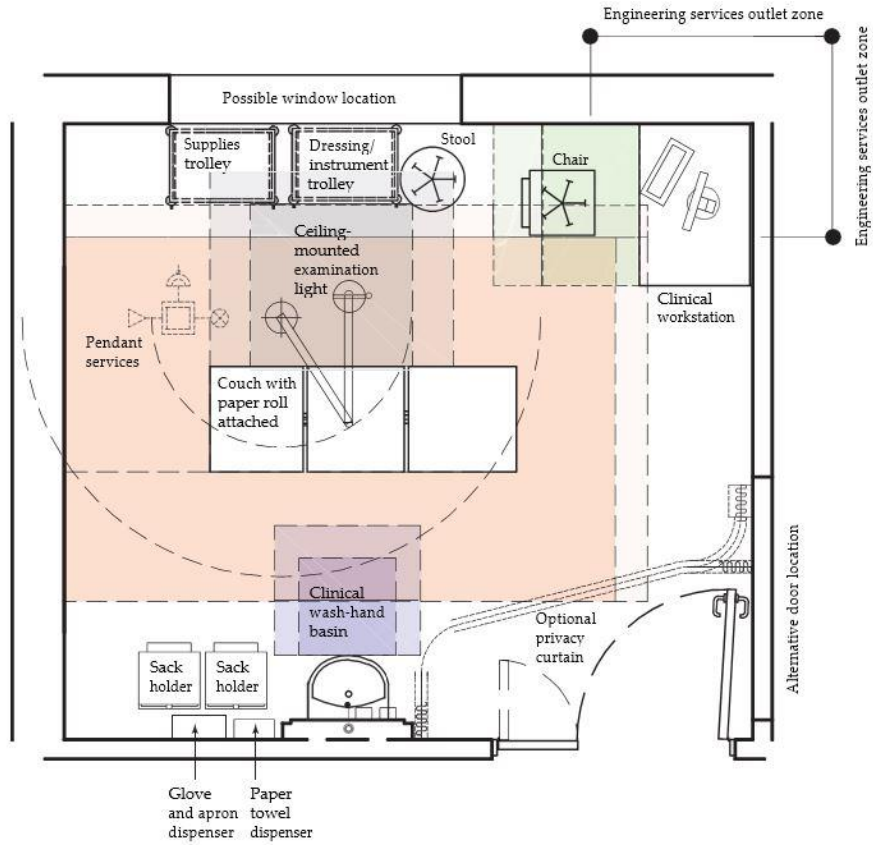 Engineering services outlet zone
Engineering services outlet zone
Possible window location
Supplies
trolley
Dressing/
instrument
trolley
Stool
Chair
Ceiling-
mounted
examination
light
Clinical
workstation
Pendant
services
Couch with
paper roll
attached
Clinical
wash-hand
basin
Optional
privacy
curtain
Alternative door location
Sack
holder
Sack
holder
Glove
and apron
dispenser
Paper
towel
dispenser